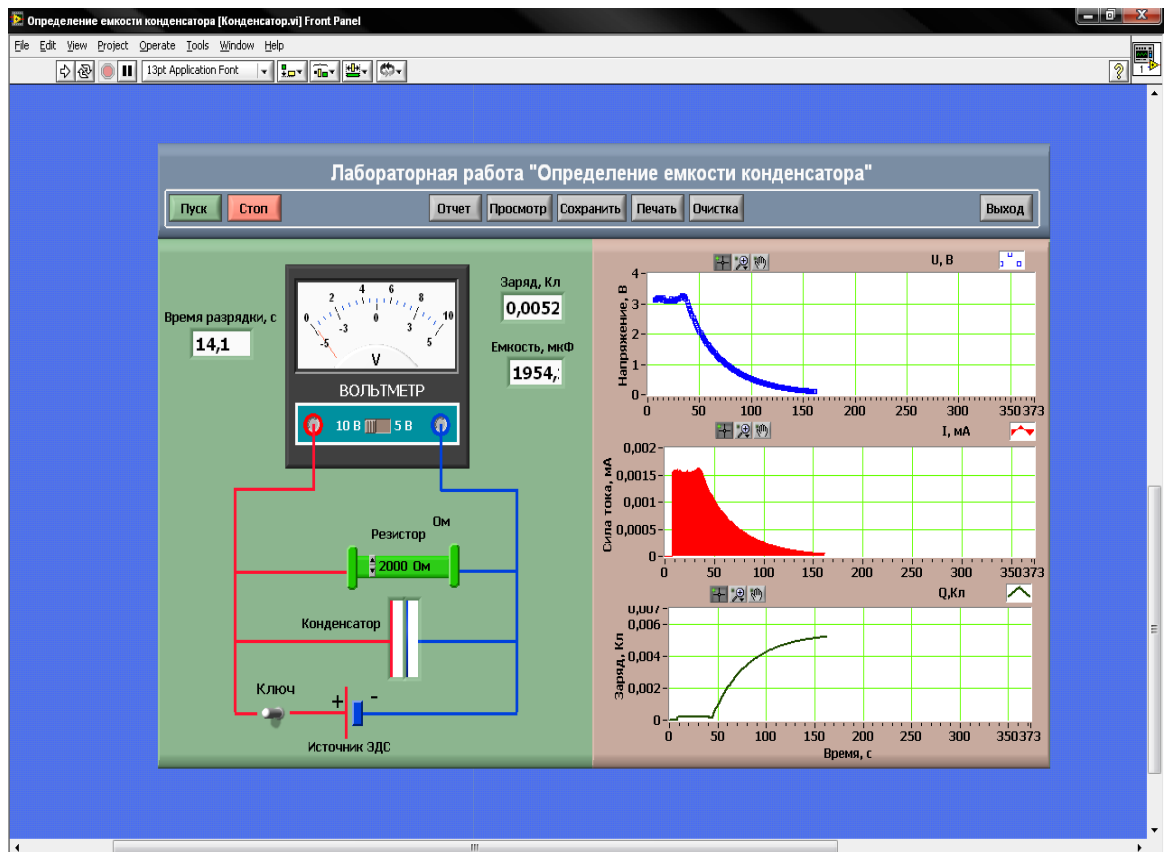 Определение емкости конденсатора [Конденсатор.vi] Front Panel
File Edit View Project Operate Tools Window Help
13pt Application Font
?
1
Лабораторная работа "Определение емкости конденсатора"
Пуск Стоп Отчет Просмотр Сохранить Печать Очистка Выход
Время разрядки, с
14,1
0 2 4 6 8 10
-5 -3 0 3 5
V
ВОЛЬТМЕТР
10 В 5 В
Заряд, Кл
0,0052
Емкость, мкФ
1954,
Ом
Резистор
2000 Ом
Конденсатор
Ключ
+ -
Источник ЭДС
U, В
Напряжение, В
4
3
2
1
0
0 50 100 150 200 250 300 350 373
I, мА
Сила тока, мА
0,002
0,0015
0,001
0,0005
0
0 50 100 150 200 250 300 350 373
Q,Кл
Заряд, Кл
0,007
0,006
0,004
0,002
0
0 50 100 150 200 250 300 350 373
Время, с